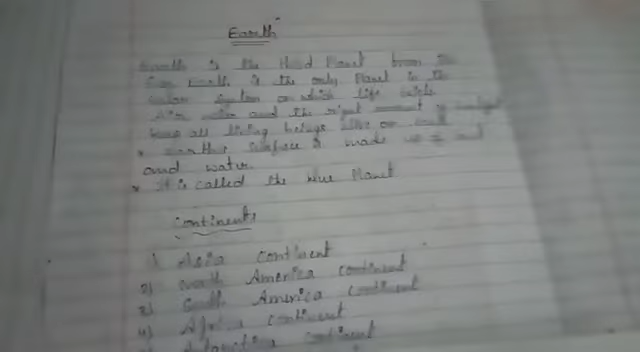 Earth
Earth is the third Planet from the
Sun Earth is the only Planet in the
solar system on which life exists
Air water and the right amount of sunlight
keep all living beings alive on earth
* Earth's surface is made up of
and water
* It is called the blue Planet
Continents
1) Asia continent
2) North America continent
3) South America continent
4) Africa continent
continent